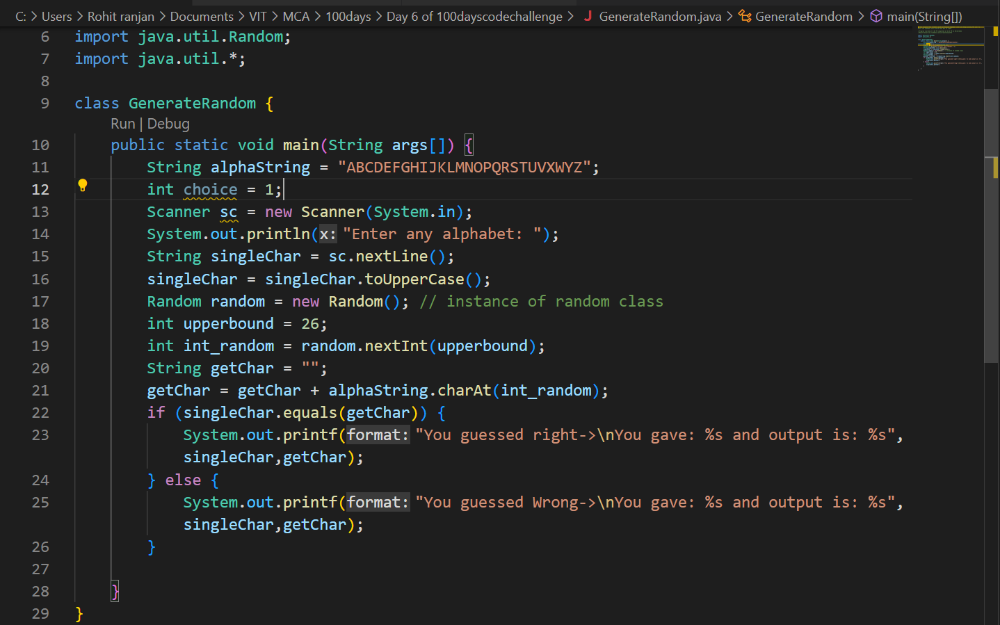 C: > Users > Rohit ranjan > Documents > VIT > MCA > 100days > Day 6 of 100dayscodechallenge > J GenerateRandom.java > GenerateRandom > main(String[])
6 import java.util.Random;
7 import java.util.*;
8
9 class GenerateRandom {
Run | Debug
10 public static void main(String args[]) {
11 String alphaString = "ABCDEFGHIJKLMNOPQRSTUVXWYZ";
12 int choice = 1;
13 Scanner sc = new Scanner(System.in);
14 System.out.println(x: "Enter any alphabet: ");
15 String singleChar = sc.nextLine();
16 singleChar = singleChar.toUpperCase();
17 Random random = new Random(); // instance of random class
18 int upperbound = 26;
19 int int_random = random.nextInt(upperbound);
20 String getChar = "";
21 getChar = getChar + alphaString.charAt(int_random);
22 if (singleChar.equals(getChar)) {
23 System.out.printf(format: "You guessed right->\nYou gave: %s and output is: %s",
singleChar,getChar);
24 } else {
25 System.out.printf(format: "You guessed Wrong->\nYou gave: %s and output is: %s",
singleChar,getChar);
26 }
27
28 }
29 }